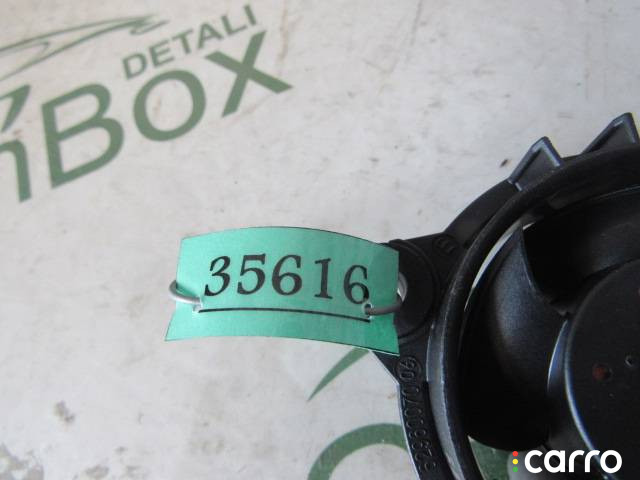 DETALI
Box
35616
carro